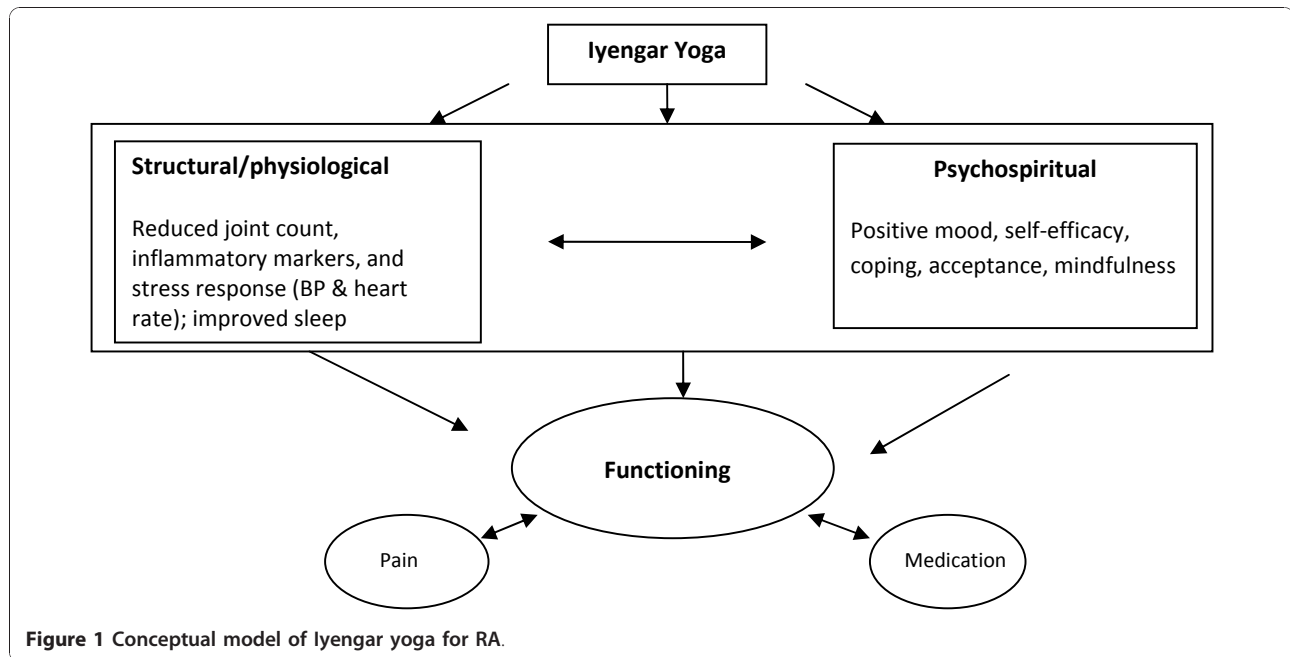 Iyengar Yoga
Structural/physiological
Reduced joint count,
inflammatory markers, and
stress response (BP & heart
rate); improved sleep
Psychospiritual
Positive mood, self-efficacy,
coping, acceptance, mindfulness
Functioning
Pain
Medication
Figure 1 Conceptual model of Iyengar yoga for RA.